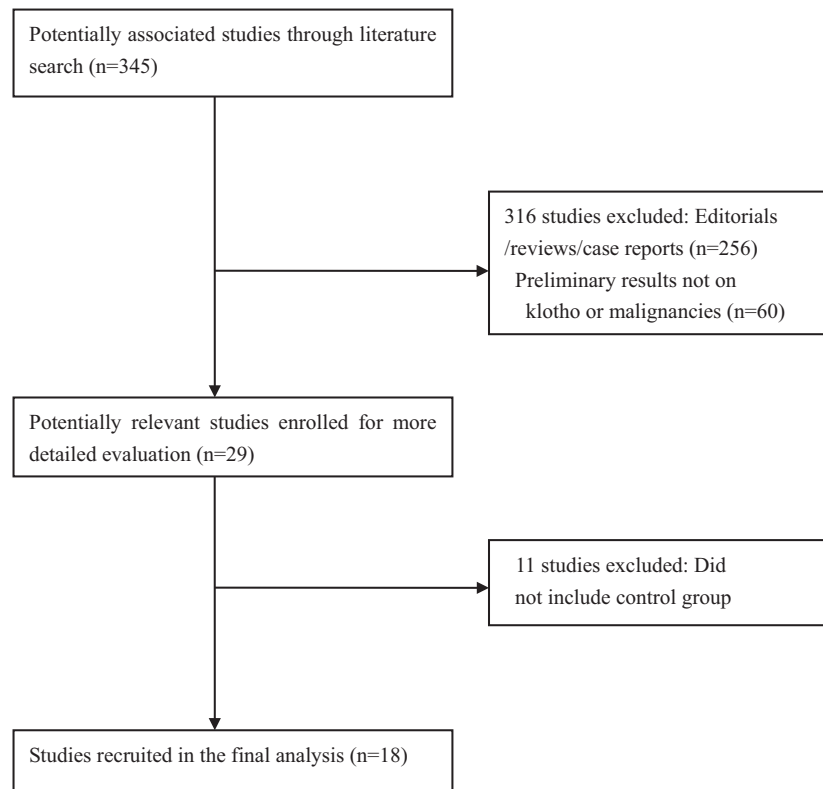 Potentially associated studies through literature
search (n=345)
316 studies excluded: Editorials
/reviews/case reports (n=256)
Preliminary results not on
klotho or malignancies (n=60)
Potentially relevant studies enrolled for more
detailed evaluation (n=29)
11 studies excluded: Did
not include control group
Studies recruited in the final analysis (n=18)